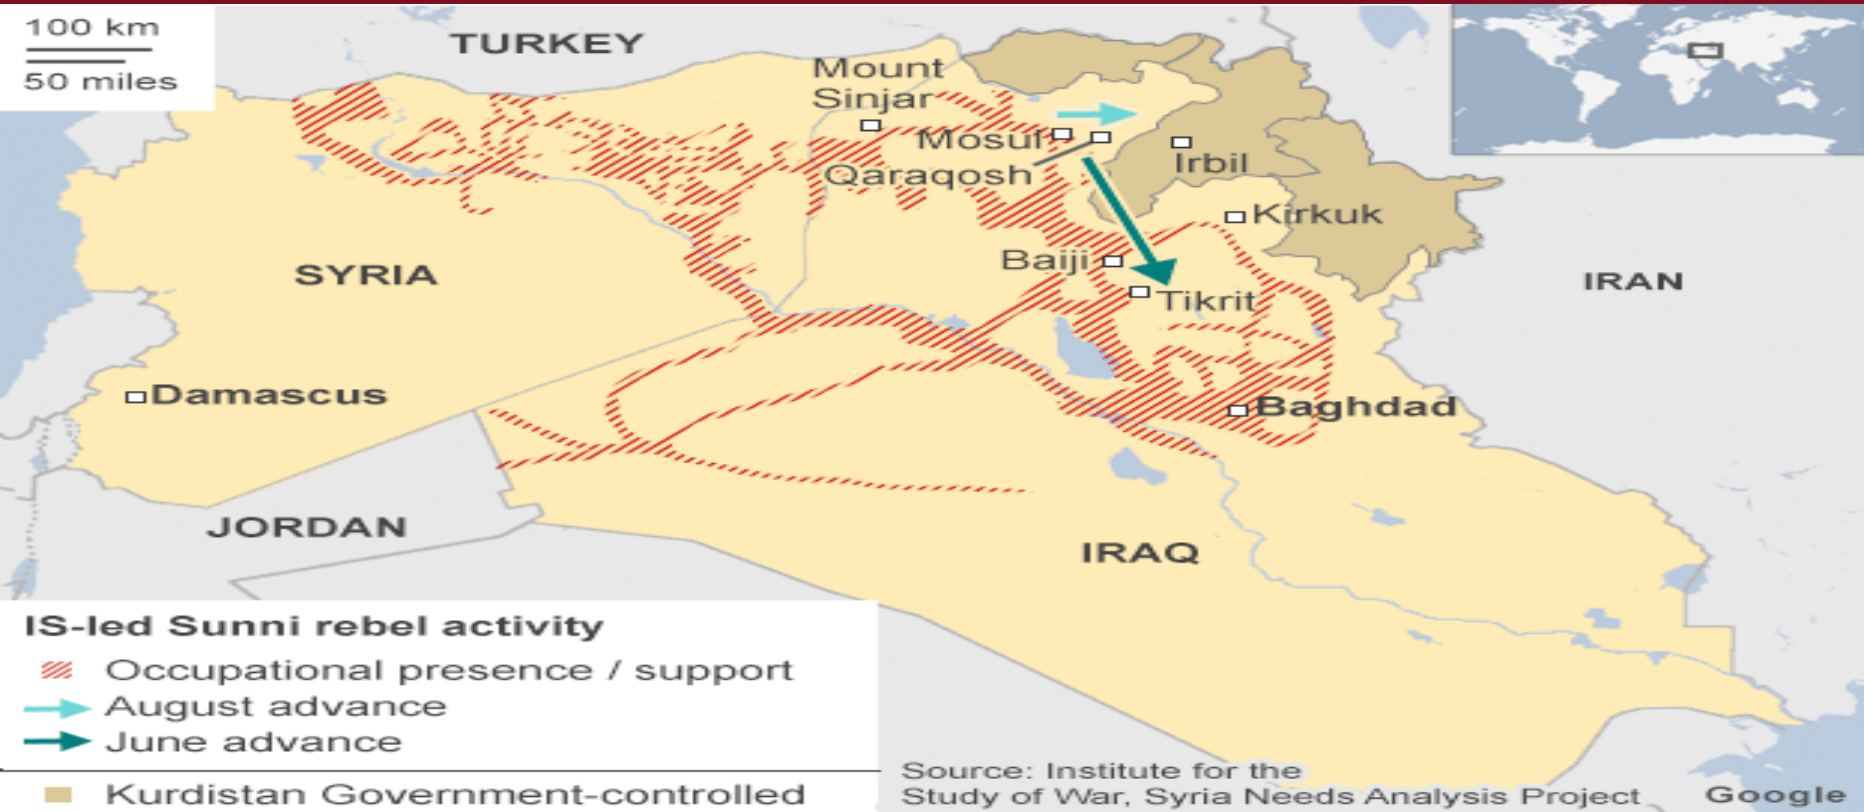 100 km
50 miles
TURKEY
Mount
Sinjar
Mosul
Qaraqosh
Irbil
Kirkuk
Baiji
Tikrit
SYRIA
IRAN
Damascus
Baghdad
JORDAN
IRAQ
IS-led Sunni rebel activity
Occupational presence / support
August advance
June advance
Kurdistan Government-controlled
Source: Institute for the
Study of War, Syria Needs Analysis Project
Google